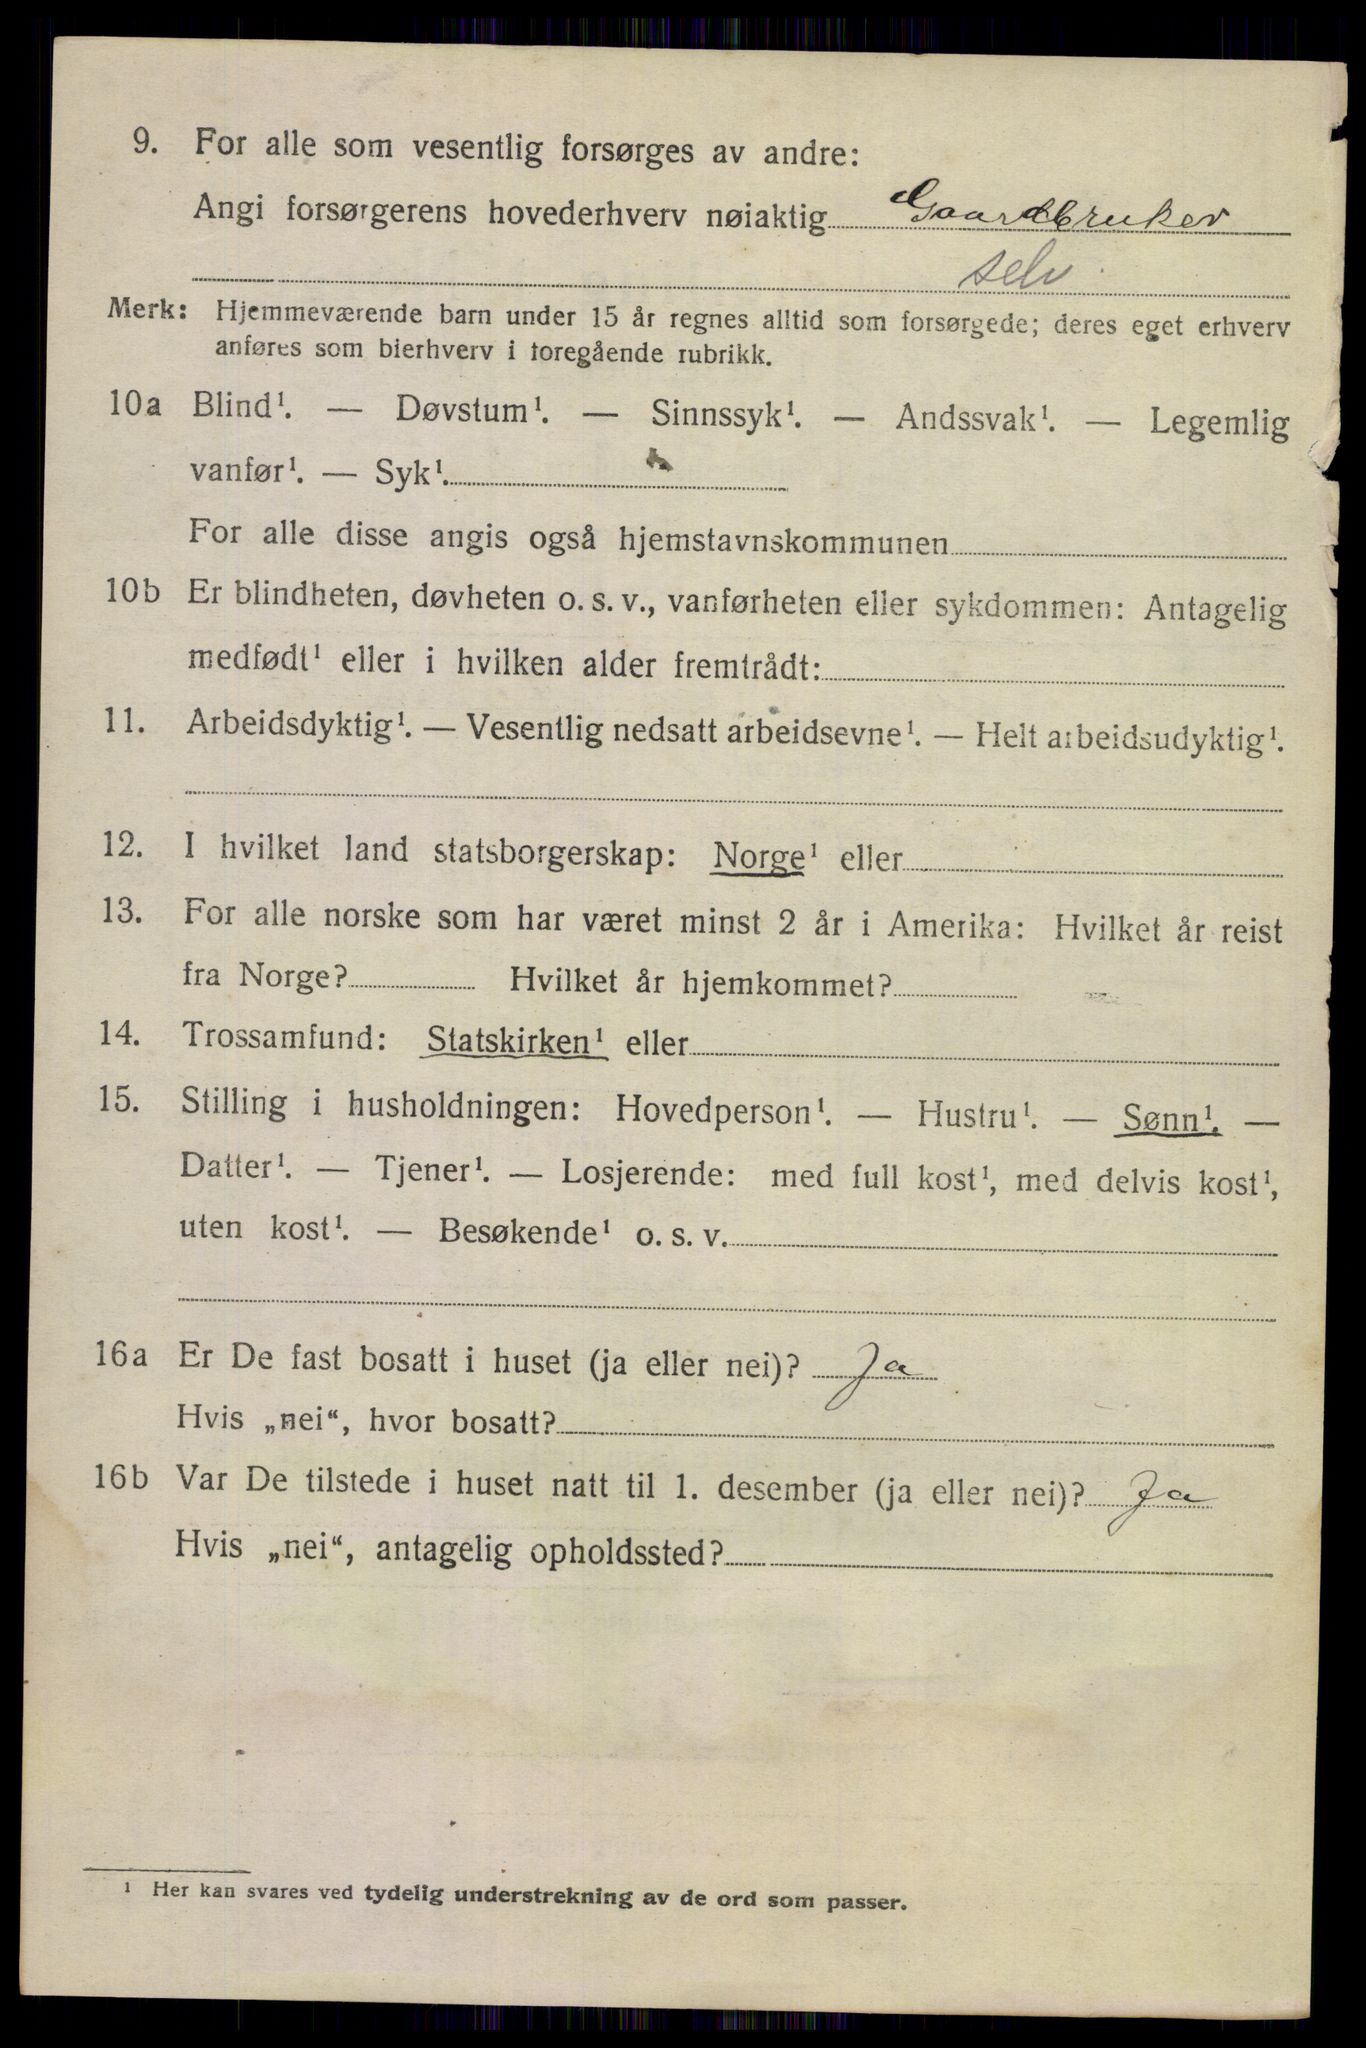 9. For alle som vesentlig forsørges av andre:
Angi forsørgerens hovederhverv nøiaktig Gaardbruker
selv
Merk: Hjemmeværende barn under 15 år regnes alltid som forsørgede; deres eget erhverv
anføres som bierhverv i foregående rubrikk.
10a Blind¹. — Døvstum¹. — Sinnssyk¹. — Andssvak¹. — Legemlig
vanfør¹. — Syk¹.
For alle disse angis også hjemstavnskommunen
10b Er blindheten, døvheten o. s. v., vanførheten eller sykdommen: Antagelig
medfødt¹ eller i hvilken alder fremtrådt:
11. Arbeidsdyktig¹. — Vesentlig nedsatt arbeidsevne¹. — Helt arbeidsudyktig¹.
12. I hvilket land statsborgerskap: Norge¹ eller
13. For alle norske som har været minst 2 år i Amerika: Hvilket år reist
fra Norge? Hvilket år hjemkommet?
14. Trossamfund: Statskirken¹ eller
15. Stilling i husholdningen: Hovedperson¹. — Hustru¹. — Sønn¹. —
Datter¹. — Tjener¹. — Losjerende: med full kost¹, med delvis kost¹,
uten kost¹. — Besøkende¹ o. s. v.
16a Er De fast bosatt i huset (ja eller nei)? Ja
Hvis „nei“, hvor bosatt?
16b Var De tilstede i huset natt til 1. desember (ja eller nei)? Ja
Hvis „nei“, antagelig opholdssted?
¹ Her kan svares ved tydelig understrekning av de ord som passer.